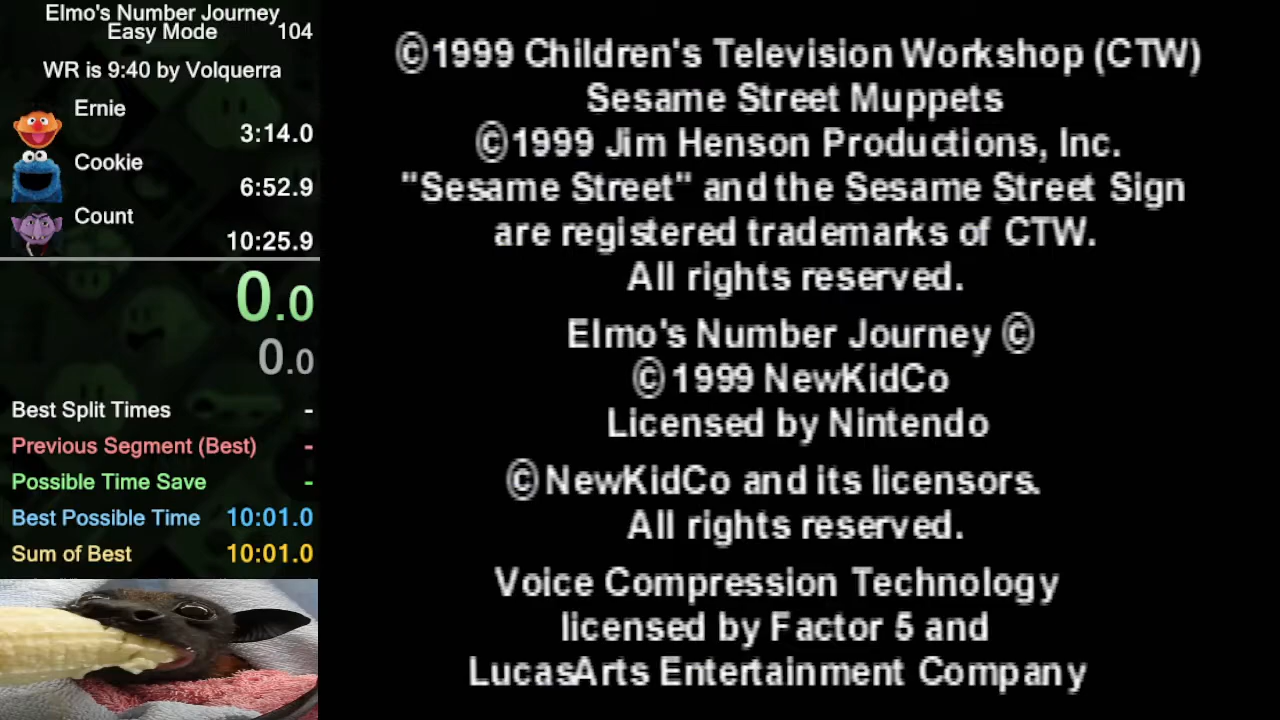 Elmo's Number Journey
Easy Mode 104
WR is 9:40 by Volquerra
Ernie
3:14.0
Cookie
6:52.9
Count
10:25.9
0.0
0.0
Best Split Times -
Previous Segment (Best) -
Possible Time Save -
Best Possible Time 10:01.0
Sum of Best 10:01.0
©1999 Children's Television Workshop (CTW)
Sesame Street Muppets
©1999 Jim Henson Productions, Inc.
"Sesame Street" and the Sesame Street Sign
are registered trademarks of CTW.
All rights reserved.
Elmo's Number Journey ©
© 1999 NewKidCo
Licensed by Nintendo
© NewKidCo and its licensors.
All rights reserved.
Voice Compression Technology
licensed by Factor 5 and
LucasArts Entertainment Company